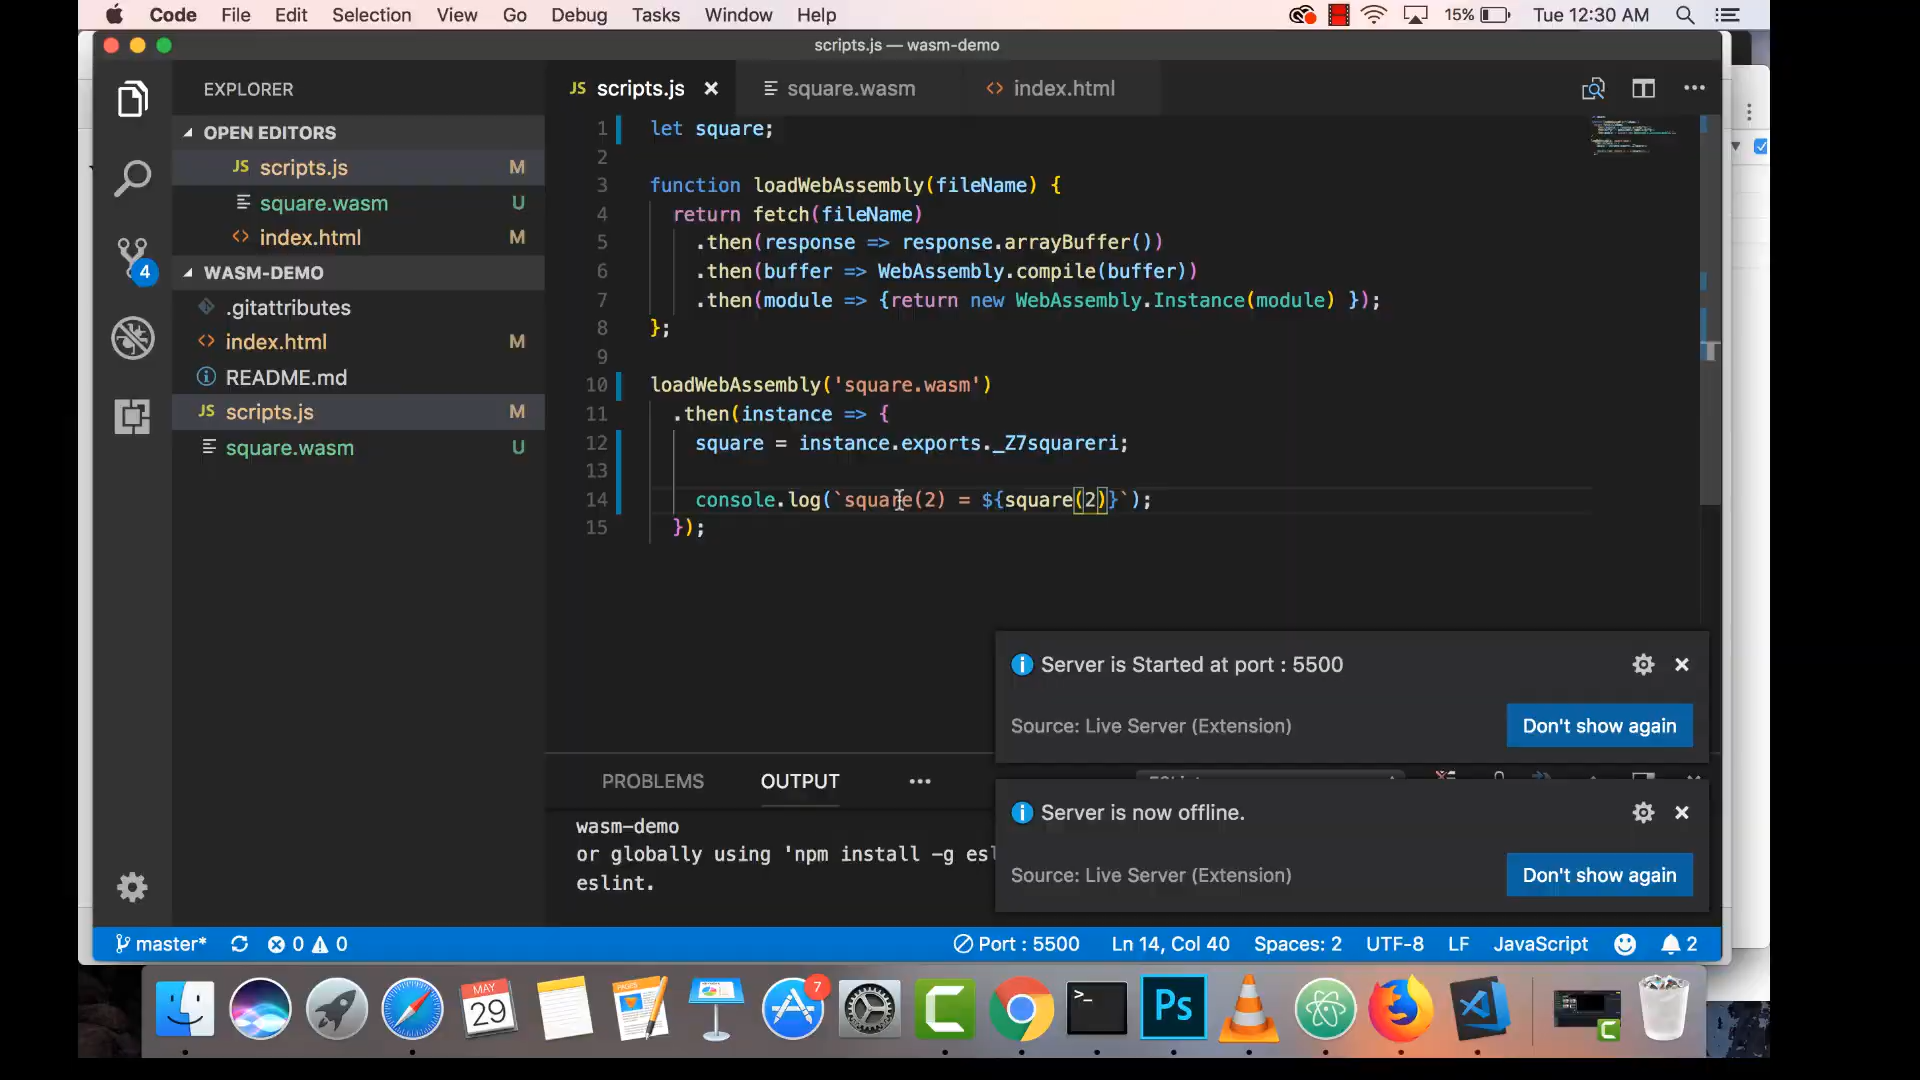 Code File Edit Selection View Go Debug Tasks Window Help 15% Tue 12:30 AM
scripts.js — wasm-demo
EXPLORER
OPEN EDITORS
JS scripts.js M
square.wasm U
<> index.html M
4
WASM-DEMO
.gitattributes
<> index.html M
README.md
JS scripts.js M
square.wasm U
JS scripts.js × square.wasm <> index.html
1 let square;
2
3 function loadWebAssembly(fileName) {
4 return fetch(fileName)
5 .then(response => response.arrayBuffer())
6 .then(buffer => WebAssembly.compile(buffer))
7 .then(module => {return new WebAssembly.Instance(module) });
8 };
9
10 loadWebAssembly('square.wasm')
11 .then(instance => {
12 square = instance.exports._Z7squareri;
13
14 console.log(`square(2) = ${square(2)}`);
15 });
Server is Started at port : 5500
Source: Live Server (Extension) Don't show again
Server is now offline.
Source: Live Server (Extension) Don't show again
PROBLEMS OUTPUT
wasm-demo
or globally using 'npm install -g esl
eslint.
master* 0 0 Port : 5500 Ln 14, Col 40 Spaces: 2 UTF-8 LF JavaScript 2
MAY
29
PAGES
7
>_
Ps
C